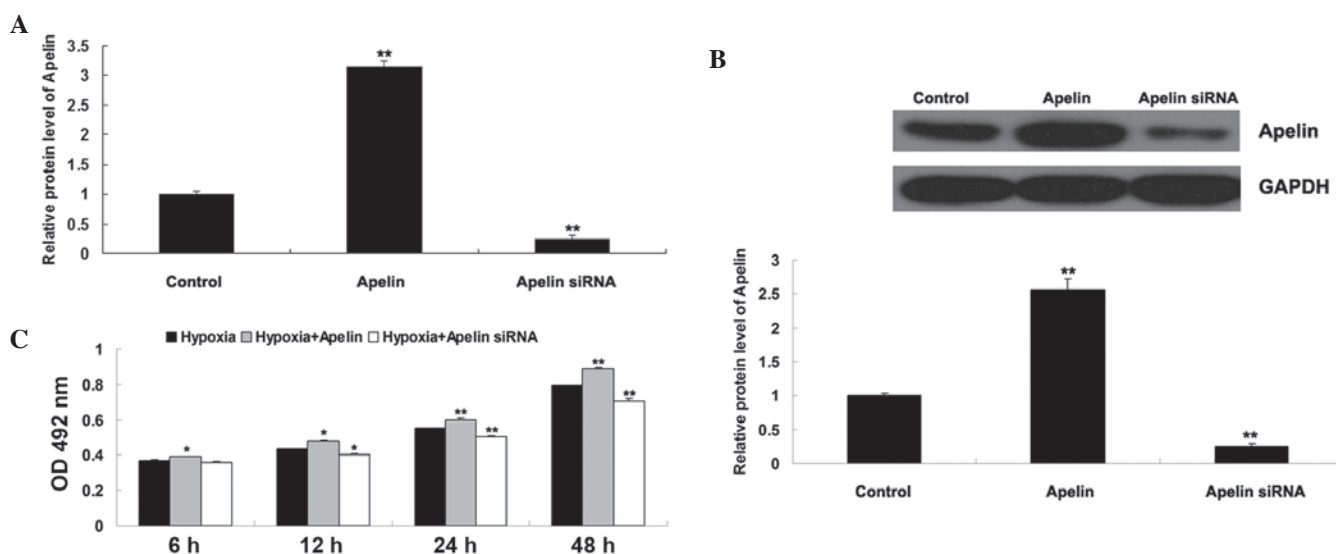 A
Relative protein level of Apelin
3.5
3
2.5
2
1.5
1
0.5
0
**
**
Control Apelin Apelin siRNA
B
Control Apelin Apelin siRNA
Apelin
GAPDH
Relative protein level of Apelin
3
2.5
2
1.5
1
0.5
0
**
**
Control Apelin Apelin siRNA
C
Hypoxia Hypoxia+Apelin Hypoxia+Apelin siRNA
OD 492 nm
1
0.8
0.6
0.4
0.2
0
*
* *
** **
** **
6 h 12 h 24 h 48 h